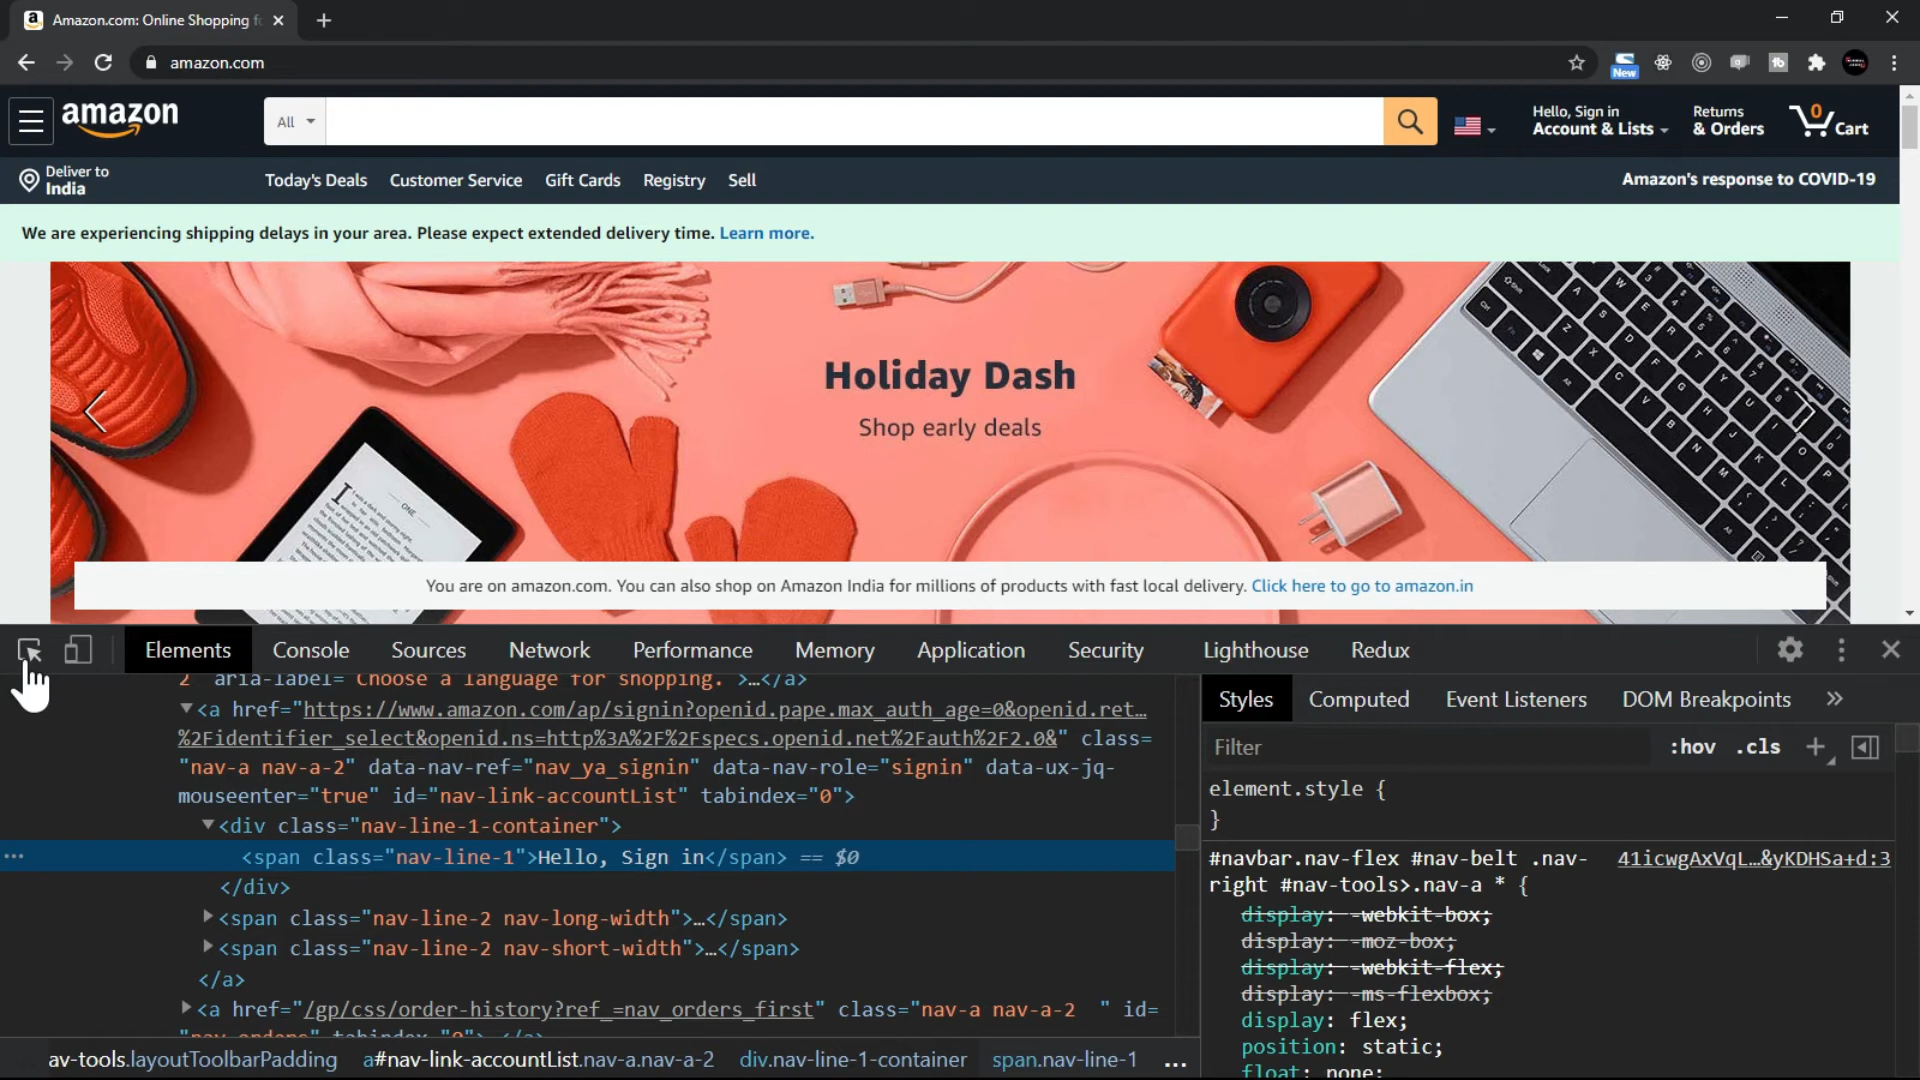 Amazon.com: Online Shopping f
amazon.com
New
amazon
All
Hello, Sign in
Account & Lists
Returns
& Orders
0
Cart
Deliver to
India
Today's Deals Customer Service Gift Cards Registry Sell
Amazon's response to COVID-19
We are experiencing shipping delays in your area. Please expect extended delivery time. Learn more.
Holiday Dash
Shop early deals
You are on amazon.com. You can also shop on Amazon India for millions of products with fast local delivery. Click here to go to amazon.in
Elements Console Sources Network Performance Memory Application Security Lighthouse Redux
2 aria-label="Choose a language for shopping." >…</a>
<a href="https://www.amazon.com/ap/signin?openid.pape.max_auth_age=0&openid.ret…
%2Fidentifier_select&openid.ns=http%3A%2F%2Fspecs.openid.net%2Fauth%2F2.0&" class=
"nav-a nav-a-2" data-nav-ref="nav_ya_signin" data-nav-role="signin" data-ux-jq-
mouseenter="true" id="nav-link-accountList" tabindex="0">
<div class="nav-line-1-container">
<span class="nav-line-1">Hello, Sign in</span> == $0
</div>
<span class="nav-line-2 nav-long-width">…</span>
<span class="nav-line-2 nav-short-width">…</span>
</a>
<a href="/gp/css/order-history?ref_=nav_orders_first" class="nav-a nav-a-2 " id=
"nav-orders" tabindex="0">…</a>
av-tools.layoutToolbarPadding a#nav-link-accountList.nav-a.nav-a-2 div.nav-line-1-container span.nav-line-1 ...
Styles Computed Event Listeners DOM Breakpoints
Filter
:hov .cls
element.style {
}
#navbar.nav-flex #nav-belt .nav- 41icwgAxVqL…&yKDHSa+d:3
right #nav-tools>.nav-a * {
display: -webkit-box;
display: -moz-box;
display: -webkit-flex;
display: -ms-flexbox;
display: flex;
position: static;
float: none;